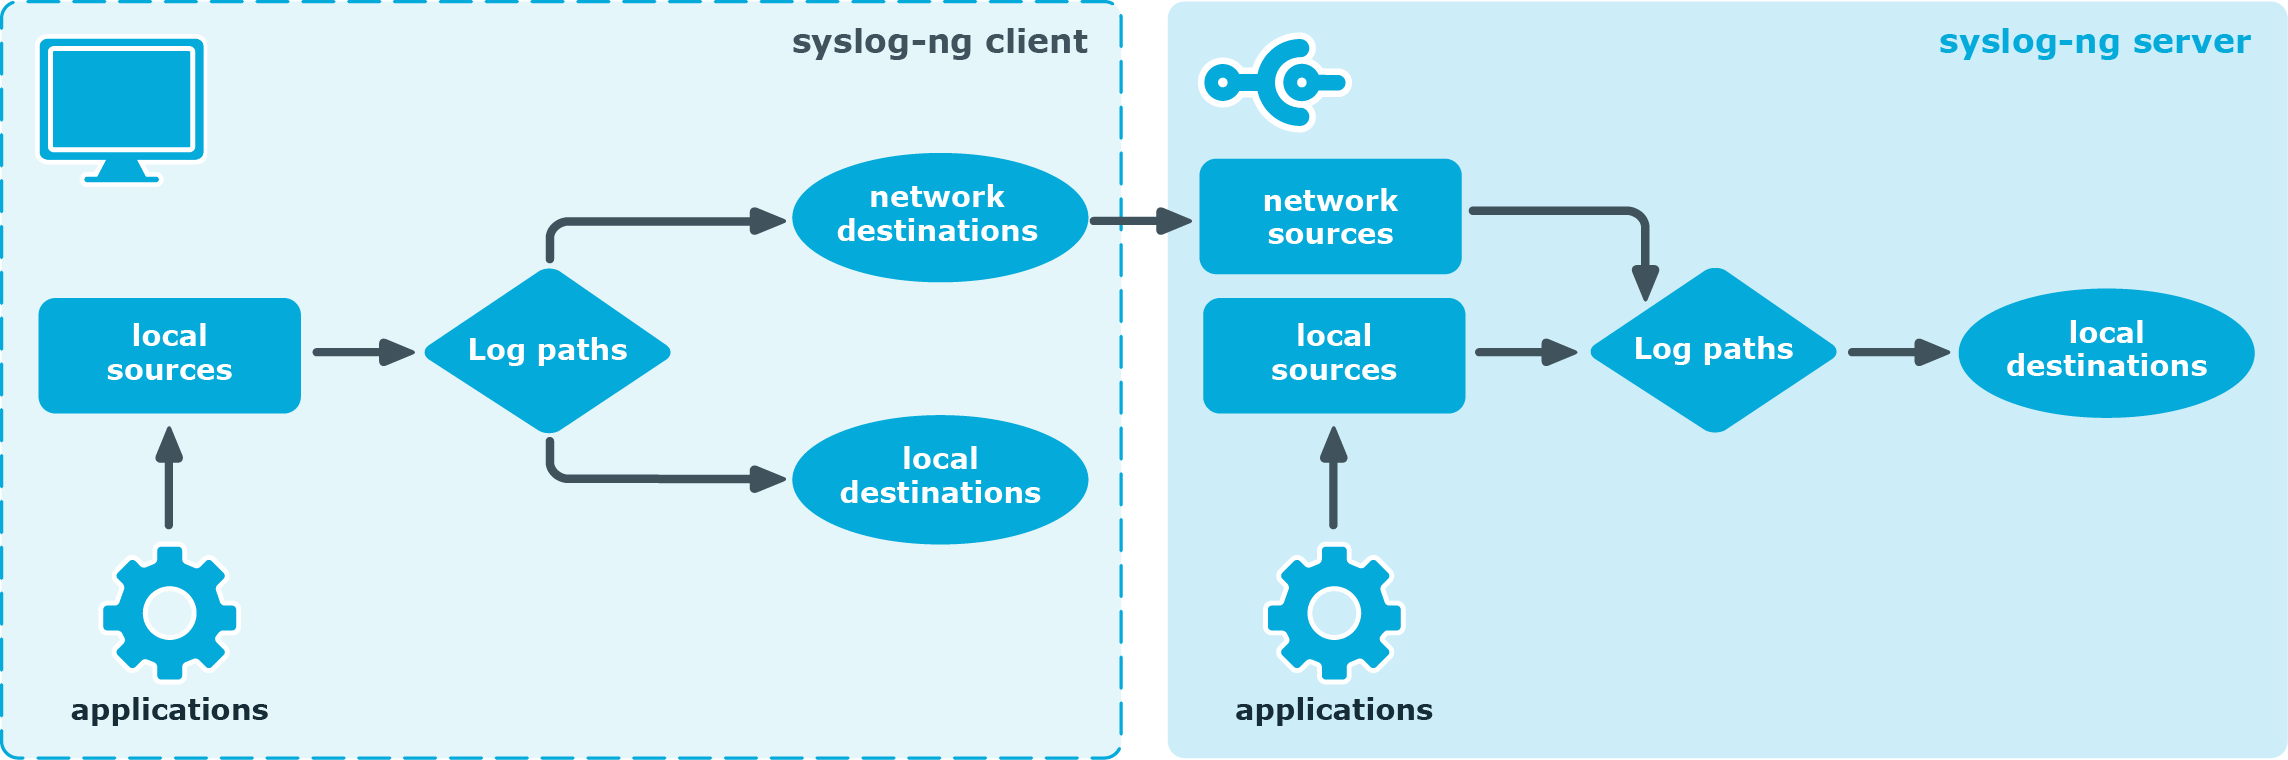 syslog-ng client
network
destinations
local
sources
Log paths
local
destinations
applications
syslog-ng server
network
sources
local
sources
Log paths
local
destinations
applications